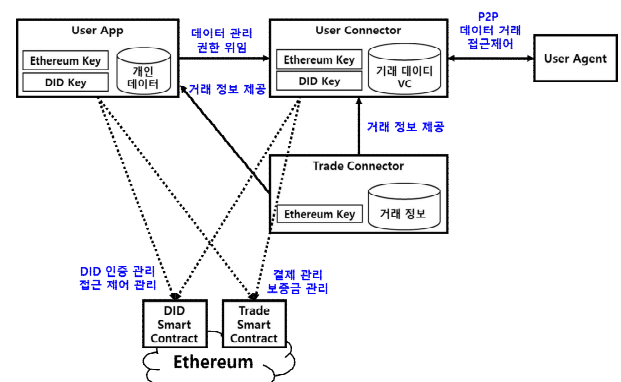 User App
Ethereum Key
DID Key
개인
데이터
데이터 관리
권한 위임
User Connector
Ethereum Key
DID Key
거래 데이터
VC
P2P
데이터 거래
접근제어
User Agent
거래 정보 제공
거래 정보 제공
Trade Connector
Ethereum Key
거래 정보
DID 인증 관리
접근 제어 관리
결제 관리
보증금 관리
DID
Smart
Contract
Trade
Smart
Contract
Ethereum